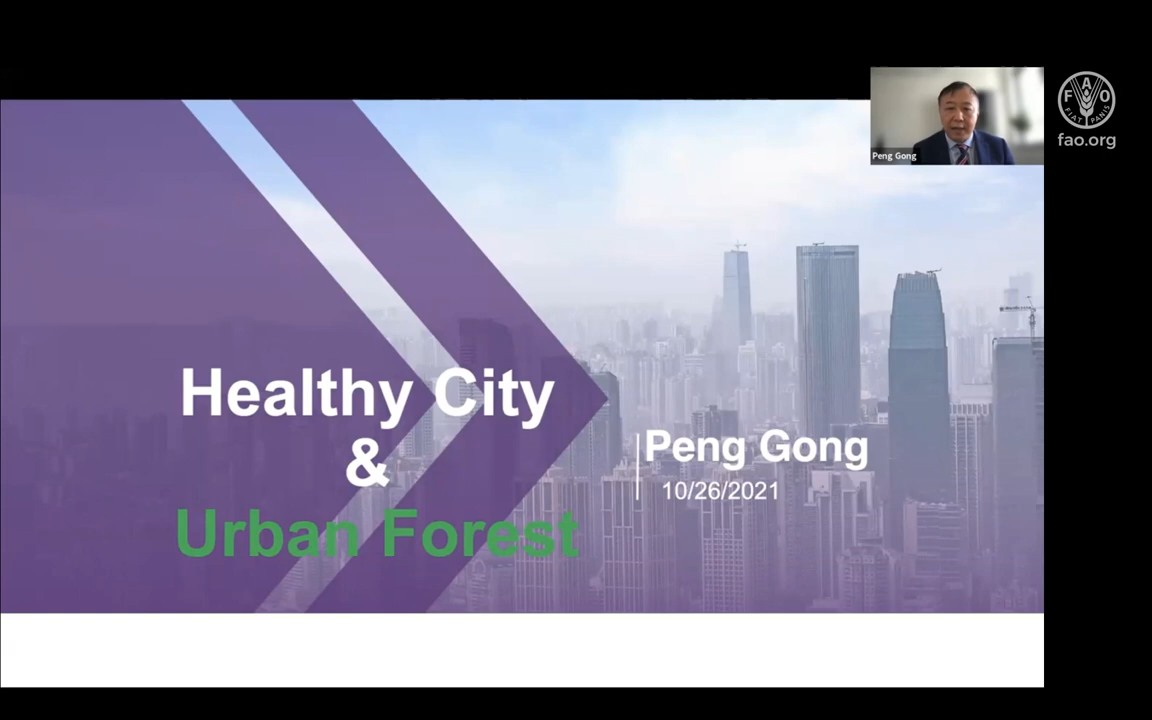 Healthy City
&
Urban Forest
Peng Gong
10/26/2021
Peng Gong
F A O
FIAT PANIS
fao.org